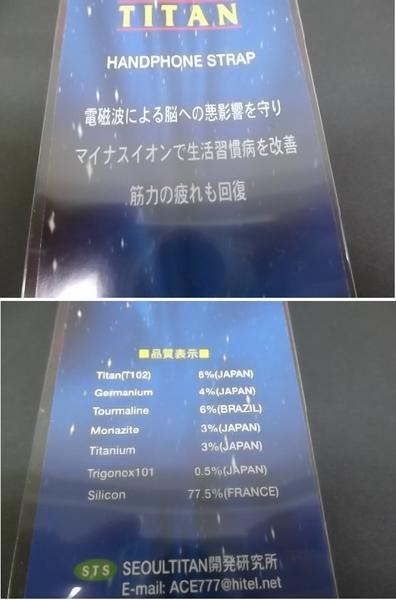 TITAN
HANDPHONE STRAP
電磁波による脳への悪影響を守り
マイナスイオンで生活習慣病を改善
筋力の疲れも回復
■品質表示■
Titan(T102) 6%(JAPAN)
Germanium 4%(JAPAN)
Tourmaline 6%(BRAZIL)
Monazite 3%(JAPAN)
Titanium 3%(JAPAN)
Trigonox101 0.5%(JAPAN)
Silicon 77.5%(FRANCE)
STS SEOULTITAN開発研究所
E-mail: ACE777@hitel.net